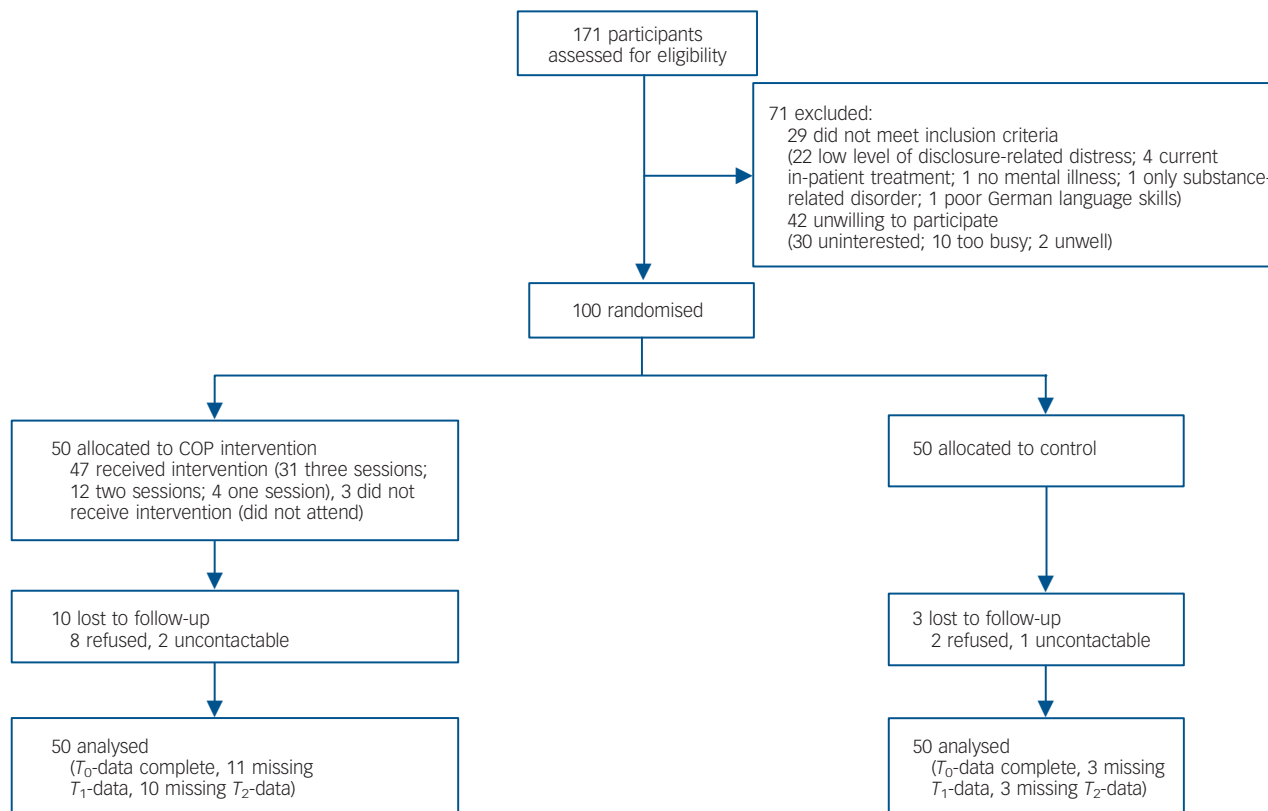 171 participants
assessed for eligibility
71 excluded:
29 did not meet inclusion criteria
(22 low level of disclosure-related distress; 4 current
in-patient treatment; 1 no mental illness; 1 only substance-
related disorder; 1 poor German language skills)
42 unwilling to participate
(30 uninterested; 10 too busy; 2 unwell)
100 randomised
50 allocated to COP intervention
47 received intervention (31 three sessions;
12 two sessions; 4 one session), 3 did not
receive intervention (did not attend)
50 allocated to control
10 lost to follow-up
8 refused, 2 uncontactable
3 lost to follow-up
2 refused, 1 uncontactable
50 analysed
(T0-data complete, 11 missing
T1-data, 10 missing T2-data)
50 analysed
(T0-data complete, 3 missing
T1-data, 3 missing T2-data)